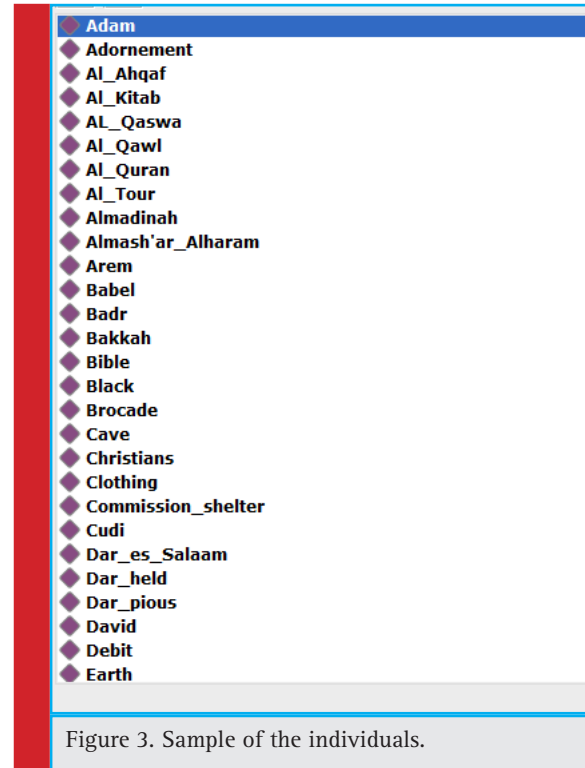 Adam
Adornement
Al_Ahqaf
Al_Kitab
AL_Qaswa
Al_Qawl
Al_Quran
Al_Tour
Almadinah
Almash'ar_Alharam
Arem
Babel
Badr
Bakkah
Bible
Black
Brocade
Cave
Christians
Clothing
Commission_shelter
Cudi
Dar_es_Salaam
Dar_held
Dar_pious
David
Debit
Earth
Figure 3. Sample of the individuals.